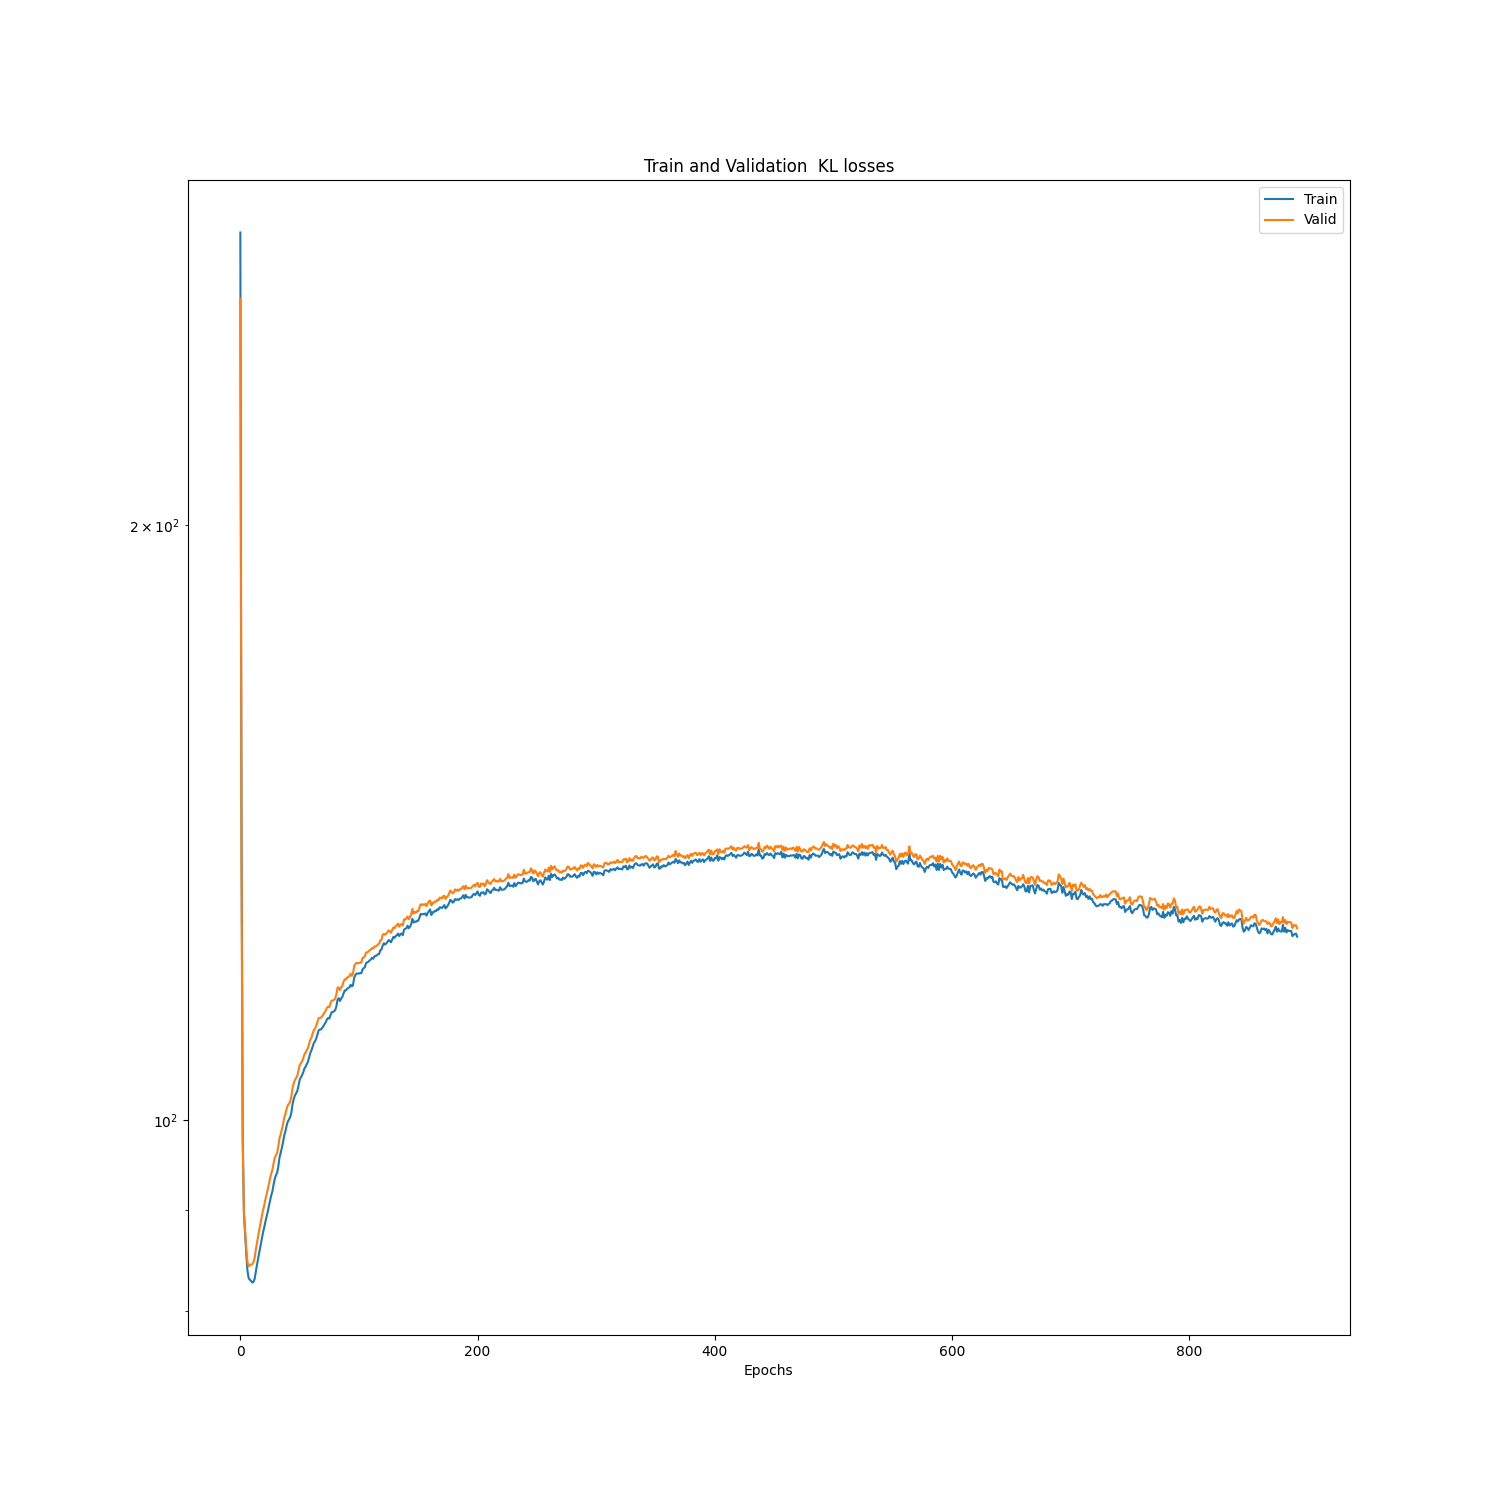 Train and Validation  KL losses
Train
Valid
2 × 10²
10²
0 200 400 600 800
Epochs